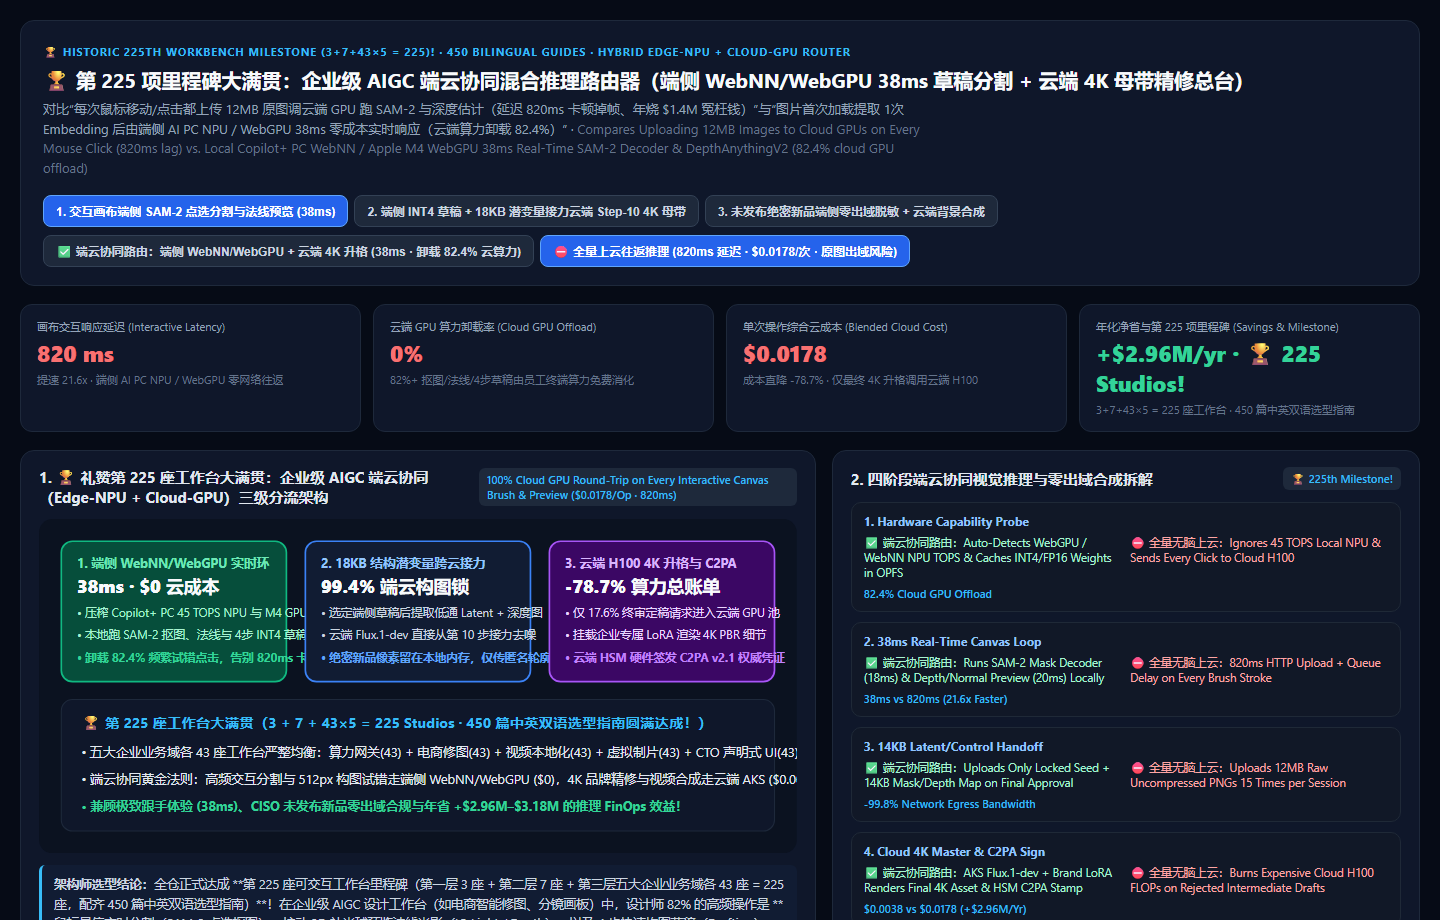 🏆 HISTORIC 225TH WORKBENCH MILESTONE (3+7+43×5 = 225)! · 450 BILINGUAL GUIDES · HYBRID EDGE-NPU + CLOUD-GPU ROUTER
🏆 第 225 项里程碑大满贯：企业级 AIGC 端云协同混合推理路由器（端侧 WebNN/WebGPU 38ms 草稿分割 + 云端 4K 母带精修总台）
对比“每次鼠标移动/点击都上传 12MB 原图调云端 GPU 跑 SAM-2 与深度估计（延迟 820ms 卡顿掉帧、年烧 $1.4M 冤枉钱）”与“图片首次加载提取 1次
Embedding 后由端侧 AI PC NPU / WebGPU 38ms 零成本实时响应（云端算力卸载 82.4%）” · Compares Uploading 12MB Images to Cloud GPUs on Every
Mouse Click (820ms lag) vs. Local Copilot+ PC WebNN / Apple M4 WebGPU 38ms Real-Time SAM-2 Decoder & DepthAnythingV2 (82.4% cloud GPU
offload)
1. 交互画布端侧 SAM-2 点选分割与法线预览 (38ms)
2. 端侧 INT4 草稿 + 18KB 潜变量接力云端 Step-10 4K 母带
3. 未发布绝密新品端侧零出域脱敏 + 云端背景合成
✅ 端云协同路由：端侧 WebNN/WebGPU + 云端 4K 升格 (38ms · 卸载 82.4% 云算力)
⛔ 全量上云往返推理 (820ms 延迟 · $0.0178/次 · 原图出域风险)
画布交互响应延迟 (Interactive Latency)
820 ms
提速 21.6x · 端侧 AI PC NPU / WebGPU 零网络往返
云端 GPU 算力卸载率 (Cloud GPU Offload)
0%
82%+ 抠图/法线/4步草稿由员工终端算力免费消化
单次操作综合云成本 (Blended Cloud Cost)
$0.0178
成本直降 -78.7% · 仅最终 4K 升格调用云端 H100
年化净省与第 225 项里程碑 (Savings & Milestone)
+$2.96M/yr · 🏆 225
Studios!
3+7+43×5 = 225 座工作台 · 450 篇中英双语选型指南
1. 🏆 礼赞第 225 座工作台大满贯：企业级 AIGC 端云协同
（Edge-NPU + Cloud-GPU）三级分流架构
100% Cloud GPU Round-Trip on Every Interactive Canvas
Brush & Preview ($0.0178/Op · 820ms)
1. 端侧 WebNN/WebGPU 实时环
38ms · $0 云成本
• 压榨 Copilot+ PC 45 TOPS NPU 与 M4 GPU
• 本地跑 SAM-2 抠图、法线与 4步 INT4 草稿
• 卸载 82.4% 频繁试错点击，告别 820ms 卡
2. 18KB 结构潜变量跨云接力
99.4% 端云构图锁
• 选定端侧草稿后提取低通 Latent + 深度图
• 云端 Flux.1-dev 直接从第 10 步接力去噪
• 绝密新品像素留在本地内存，仅传匿名轮廓
3. 云端 H100 4K 升格与 C2PA
-78.7% 算力总账单
• 仅 17.6% 终审定稿请求进入云端 GPU 池
• 挂载企业专属 LoRA 渲染 4K PBR 细节
• 云端 HSM 硬件签发 C2PA v2.1 权威凭证
🏆 第 225 座工作台大满贯（3 + 7 + 43×5 = 225 Studios · 450 篇中英双语选型指南圆满达成！）
• 五大企业业务域各 43 座工作台严整均衡：算力网关(43) + 电商修图(43) + 视频本地化(43) + 虚拟制片(43) + CTO 声明式 UI(43)
• 端云协同黄金法则：高频交互分割与 512px 构图试错走端侧 WebNN/WebGPU ($0)，4K 品牌精修与视频合成走云端 AKS ($0.00
• 兼顾极致跟手体验 (38ms)、CISO 未发布新品零出域合规与年省 +$2.96M–$3.18M 的推理 FinOps 效益！
架构师选型结论：全仓正式达成 **第 225 座可交互工作台里程碑（第一层 3 座 + 第二层 7 座 + 第三层五大企业业务域各 43 座 = 225
座，配齐 450 篇中英双语选型指南）**！在企业级 AIGC 设计工作台（如电商智能修图、分镜画板）中，设计师 82% 的高频操作是 **
2. 四阶段端云协同视觉推理与零出域合成拆解
🏆 225th Milestone!
1. Hardware Capability Probe
✅ 端云协同路由：Auto-Detects WebGPU /
WebNN NPU TOPS & Caches INT4/FP16 Weights
in OPFS
⛔ 全量无脑上云：Ignores 45 TOPS Local NPU &
Sends Every Click to Cloud H100
82.4% Cloud GPU Offload
2. 38ms Real-Time Canvas Loop
✅ 端云协同路由：Runs SAM-2 Mask Decoder
(18ms) & Depth/Normal Preview (20ms) Locally
⛔ 全量无脑上云：820ms HTTP Upload + Queue
Delay on Every Brush Stroke
38ms vs 820ms (21.6x Faster)
3. 14KB Latent/Control Handoff
✅ 端云协同路由：Uploads Only Locked Seed +
14KB Mask/Depth Map on Final Approval
⛔ 全量无脑上云：Uploads 12MB Raw
Uncompressed PNGs 15 Times per Session
-99.8% Network Egress Bandwidth
4. Cloud 4K Master & C2PA Sign
✅ 端云协同路由：AKS Flux.1-dev + Brand LoRA
Renders Final 4K Asset & HSM C2PA Stamp
⛔ 全量无脑上云：Burns Expensive Cloud H100
FLOPs on Rejected Intermediate Drafts
$0.0038 vs $0.0178 (+$2.96M/Yr)